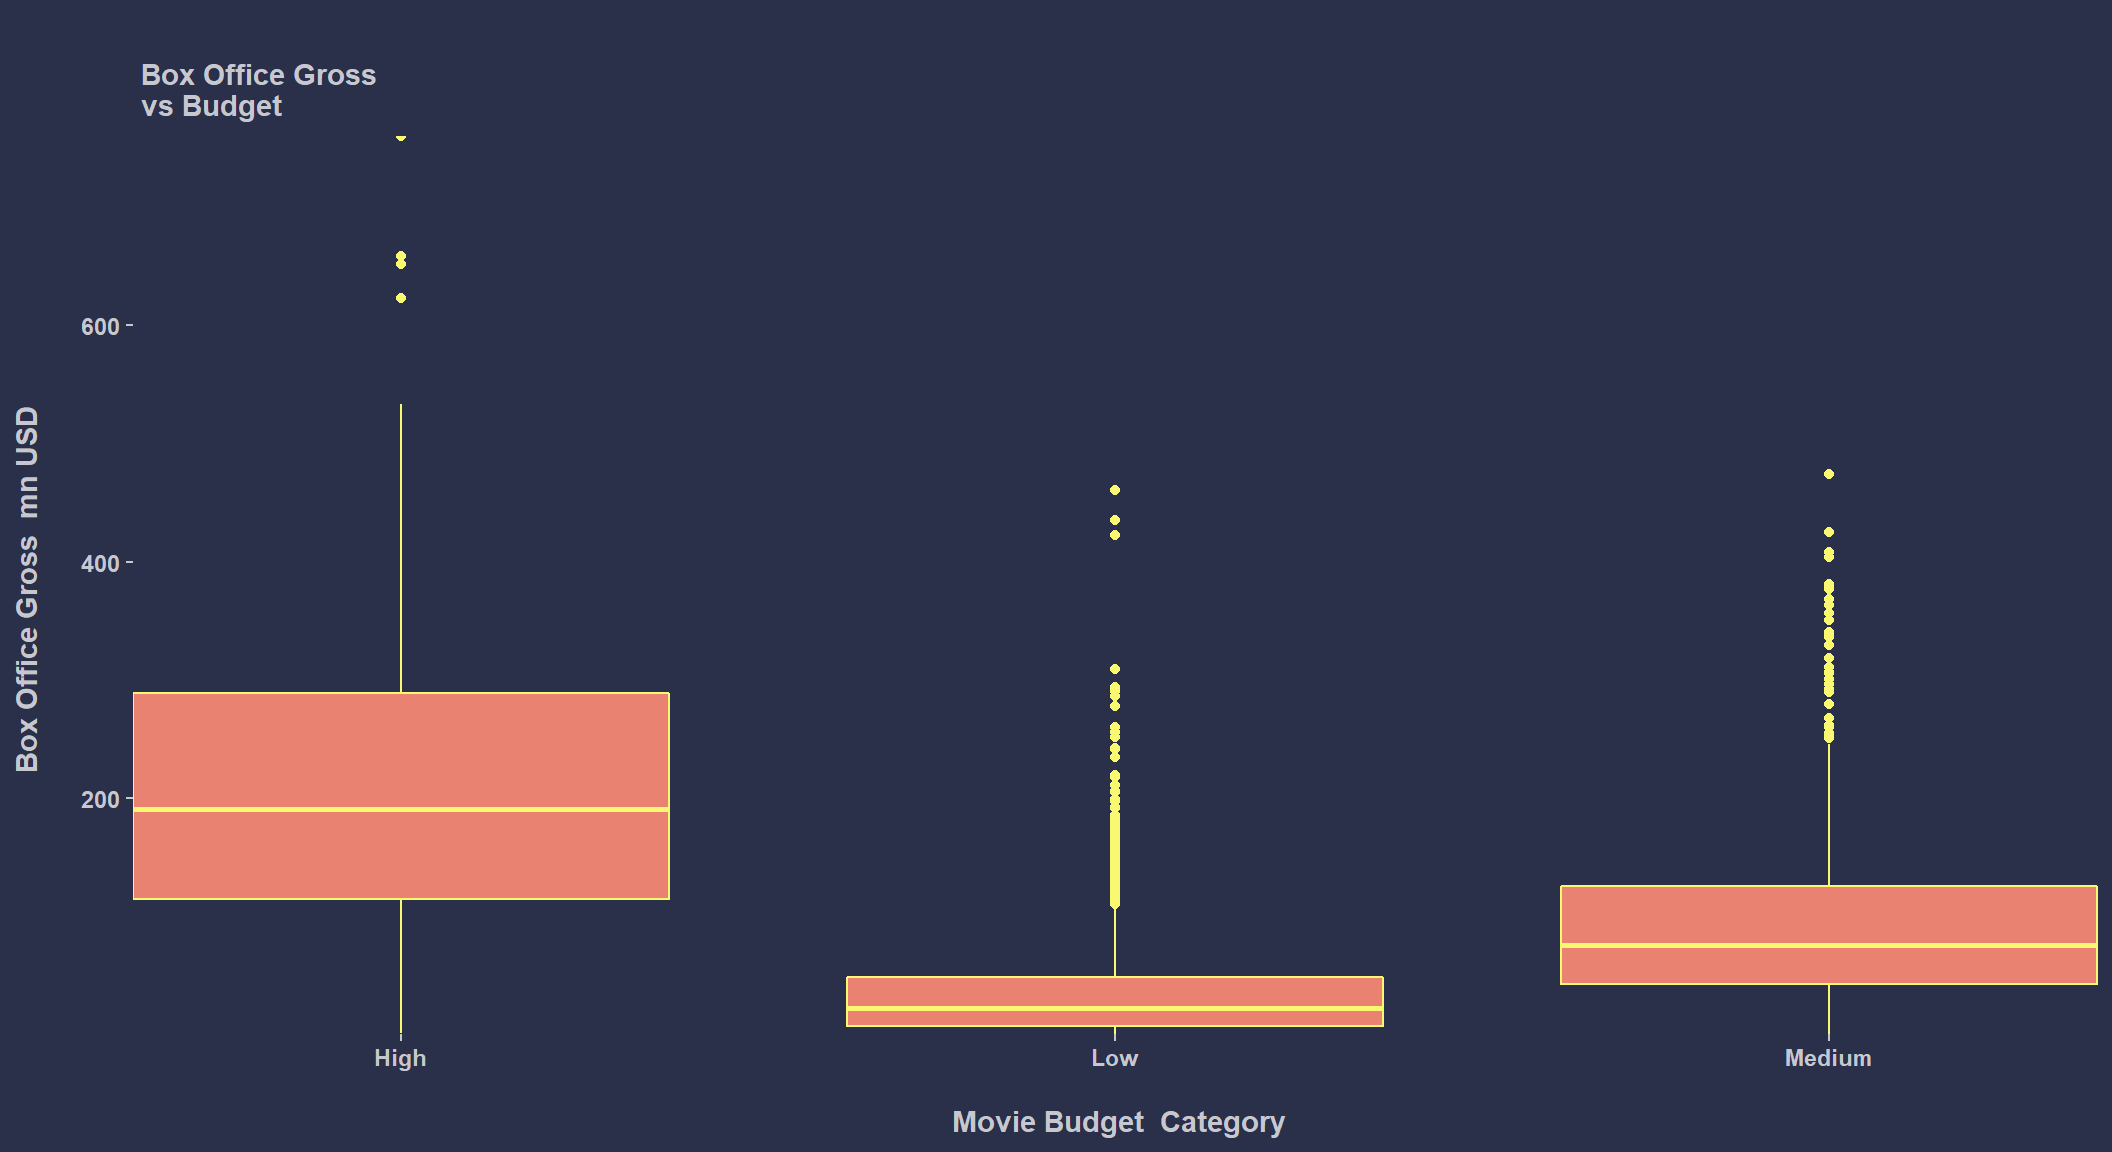 Box Office Gross
vs Budget
Box Office Gross  mn USD
600
400
200
High
Low
Medium
Movie Budget  Category